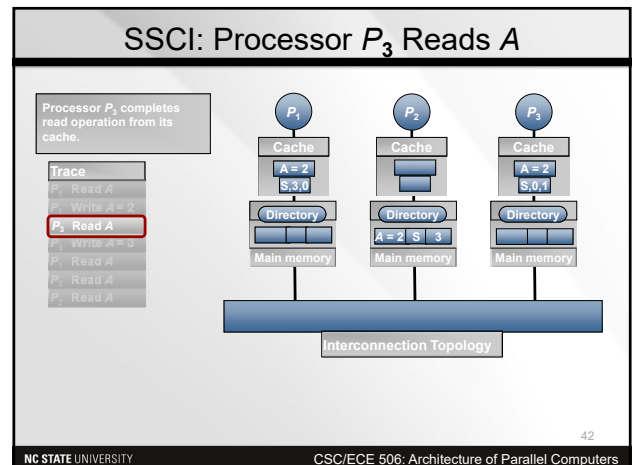 SSCI: Processor P3 Reads A
Processor P3 completes
read operation from its
cache.
Trace
P1 Read A
P1 Write A = 2
P3 Read A
Write A = 3
P1 Read A
Read A
P2 Read A
P1
P2
P3
Cache
Cache
Cache
A = 2
A = 2
S,3,0
S,0,1
Directory
Directory
Directory
A = 2 S 3
Main memory
Main memory
Main memory
Interconnection Topology
42
NC STATE UNIVERSITY
CSC/ECE 506: Architecture of Parallel Computers